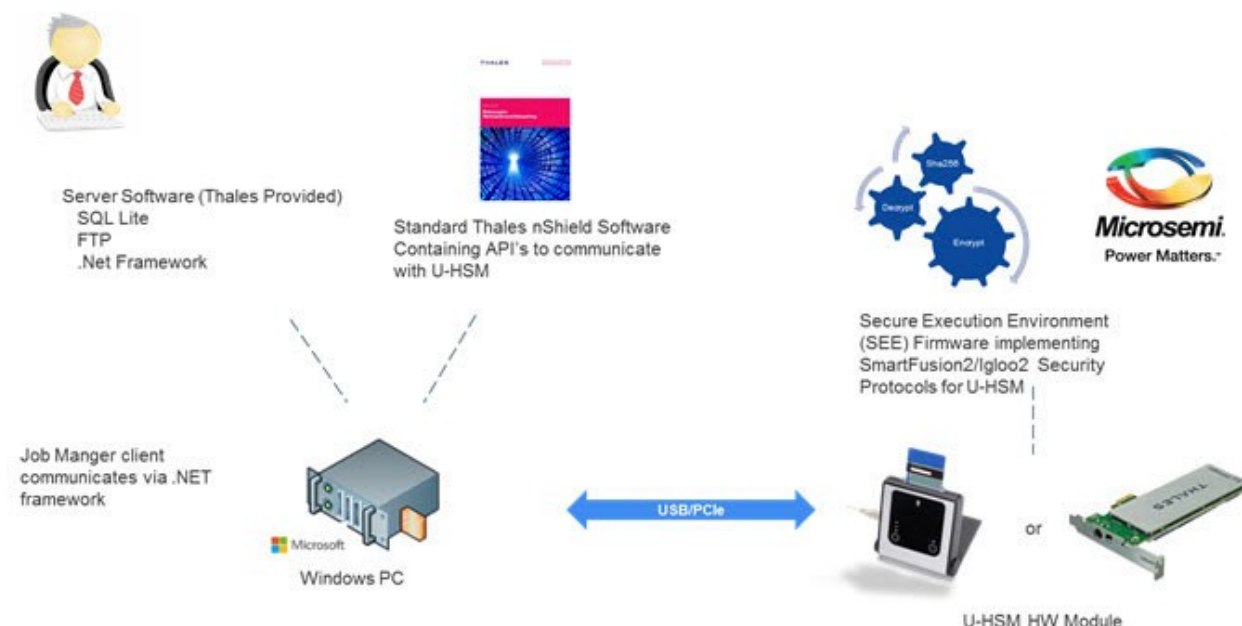 THALES
Server Software (Thales Provided)
SQL Lite
FTP
.Net Framework
Standard Thales nShield Software
Containing API's to communicate
with U-HSM
Sha256
Decrypt
Encrypt
Microsemi.
Power Matters.™
Secure Execution Environment
(SEE) Firmware implementing
SmartFusion2/Igloo2 Security
Protocols for U-HSM
Job Manger client
communicates via .NET
framework
Microsoft
Windows PC
USB/PCIe
or
THALES
U-HSM HW Module